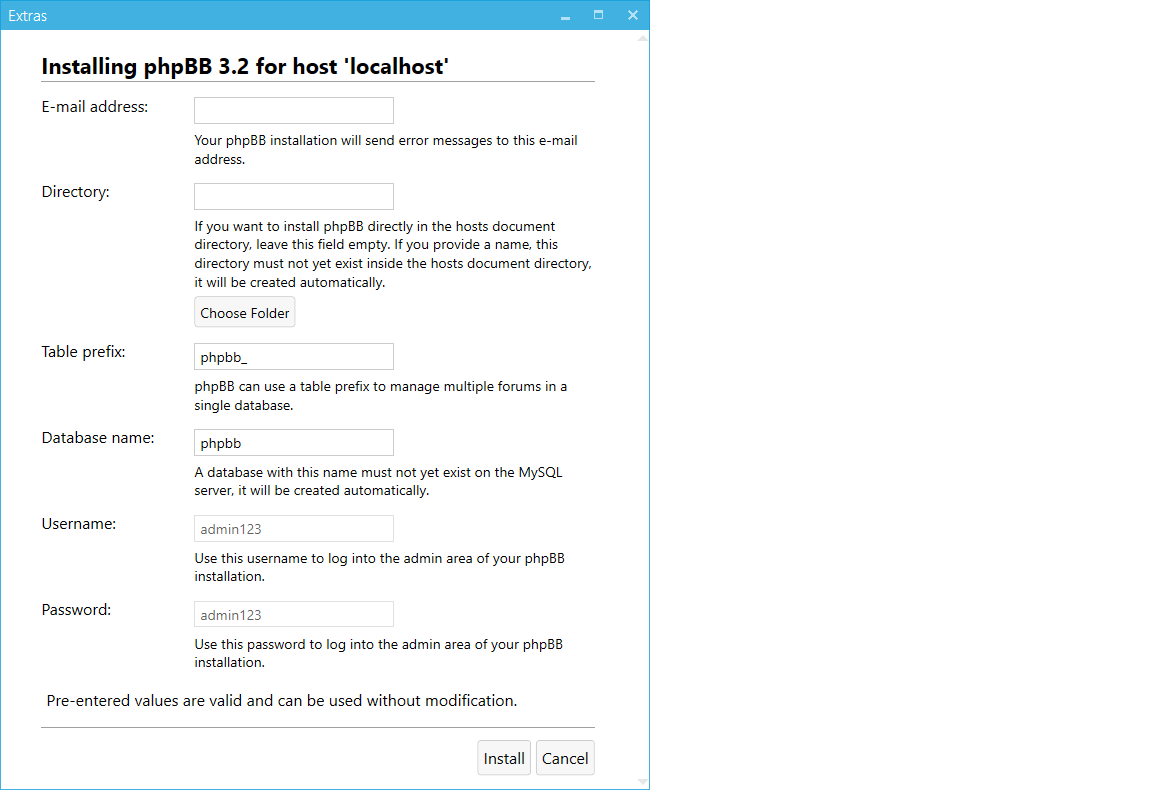 Extras
Installing phpBB 3.2 for host 'localhost'
E-mail address:
Your phpBB installation will send error messages to this e-mail
address.
Directory:
If you want to install phpBB directly in the hosts document
directory, leave this field empty. If you provide a name, this
directory must not yet exist inside the hosts document directory,
it will be created automatically.
Choose Folder
Table prefix:
phpbb_
phpBB can use a table prefix to manage multiple forums in a
single database.
Database name:
phpbb
A database with this name must not yet exist on the MySQL
server, it will be created automatically.
Username:
admin123
Use this username to log into the admin area of your phpBB
installation.
Password:
admin123
Use this password to log into the admin area of your phpBB
installation.
Pre-entered values are valid and can be used without modification.
Install
Cancel